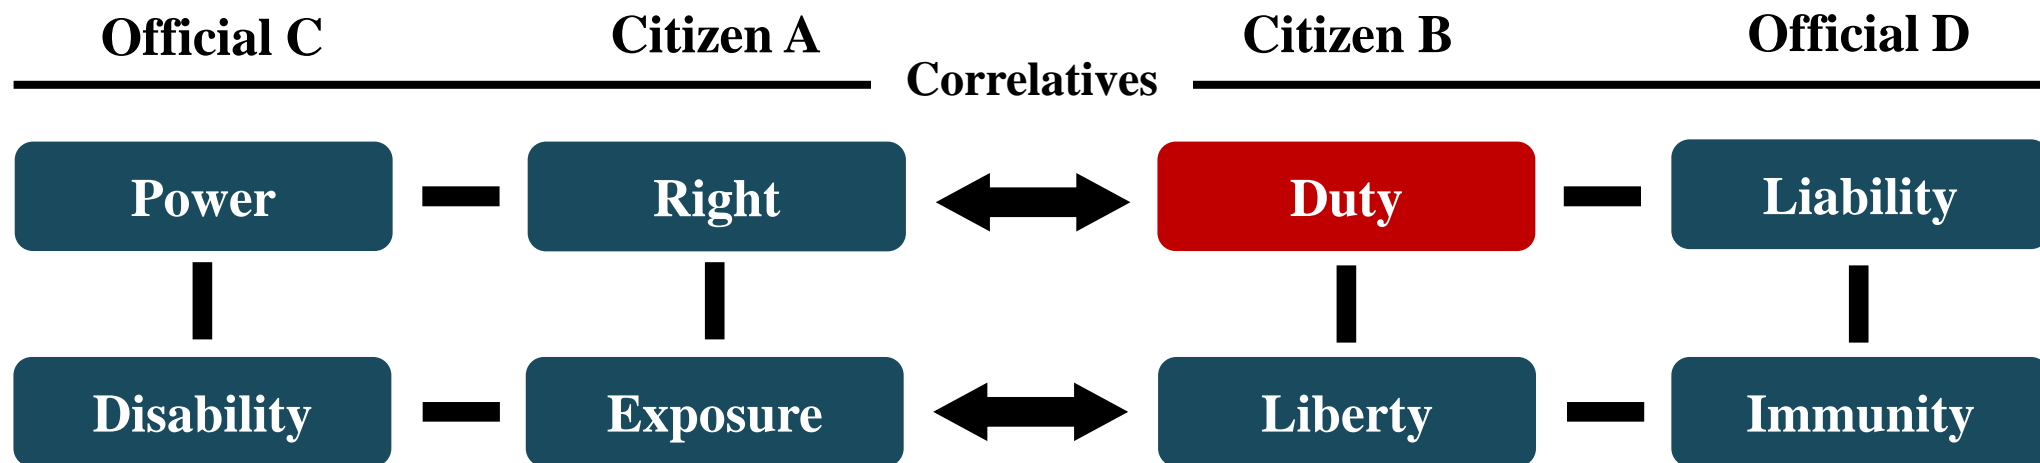 Official C Citizen A Citizen B Official D
Correlatives
Power Right Duty Liability
Disability Exposure Liberty Immunity